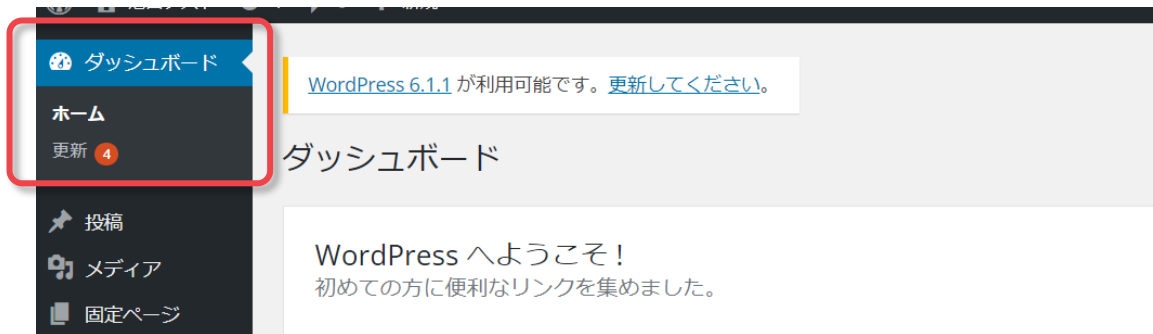 ダッシュボード
ホーム
更新 4
投稿
メディア
固定ページ
WordPress 6.1.1 が利用可能です。更新してください。
ダッシュボード
WordPress へようこそ !
初めての方に便利なリンクを集めました。